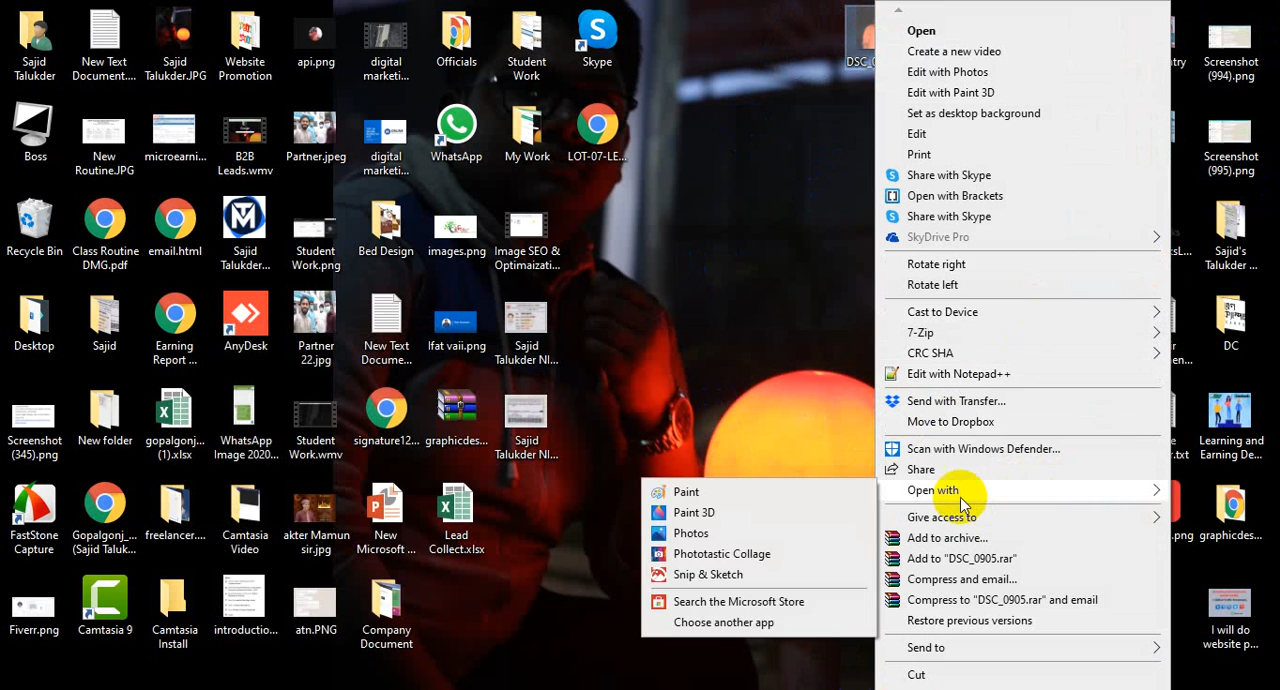 Sajid
Talukder
New Text
Document....
Sajid
Talukder.JPG
Website
Promotion
api.png
digital
marketi...
Officials
Student
Work
Skype
Boss
New
Routine.JPG
microearni...
B2B
Leads.wmv
Partner.jpeg
digital
marketi...
WhatsApp
My Work
LOT-07-LE...
Recycle Bin
Class Routine
DMG.pdf
email.html
Sajid
Talukder...
Student
Work.png
Bed Design
images.png
Image SEO &
Optimaizati...
Desktop
Sajid
Earning
Report ...
AnyDesk
Partner
22.jpg
New Text
Docume...
Ifat vaii.png
Sajid
Talukder NI...
Screenshot
(345).png
New folder
gopalgonj...
(1).xlsx
WhatsApp
Image 2020...
Student
Work.wmv
signature12...
graphicdes...
Sajid
Talukder NI...
FastStone
Capture
Gopalgonj_...
(Sajid Taluk...
freelancer....
Camtasia
Video
akter Mamun
sir.jpg
New
Microsoft ...
Lead
Collect.xlsx
Fiverr.png
Camtasia 9
Camtasia
Install
introductio...
atn.PNG
Company
Document
Open
Create a new video
Edit with Photos
Edit with Paint 3D
Set as desktop background
Edit
Print
Share with Skype
Open with Brackets
Share with Skype
SkyDrive Pro
Rotate right
Rotate left
Cast to Device
7-Zip
CRC SHA
Edit with Notepad++
Send with Transfer...
Move to Dropbox
Scan with Windows Defender...
Share
Open with
Give access to
Add to archive...
Add to "DSC_0905.rar"
Compress and email...
Compress to "DSC_0905.rar" and email
Restore previous versions
Send to
Cut
Paint
Paint 3D
Photos
Phototastic Collage
Snip & Sketch
Search the Microsoft Store
Choose another app
Screenshot
(994).png
Screenshot
(995).png
Sajid's
Talukder ...
DC
Learning and
Earning De...
graphicdes...
I will do
website p...